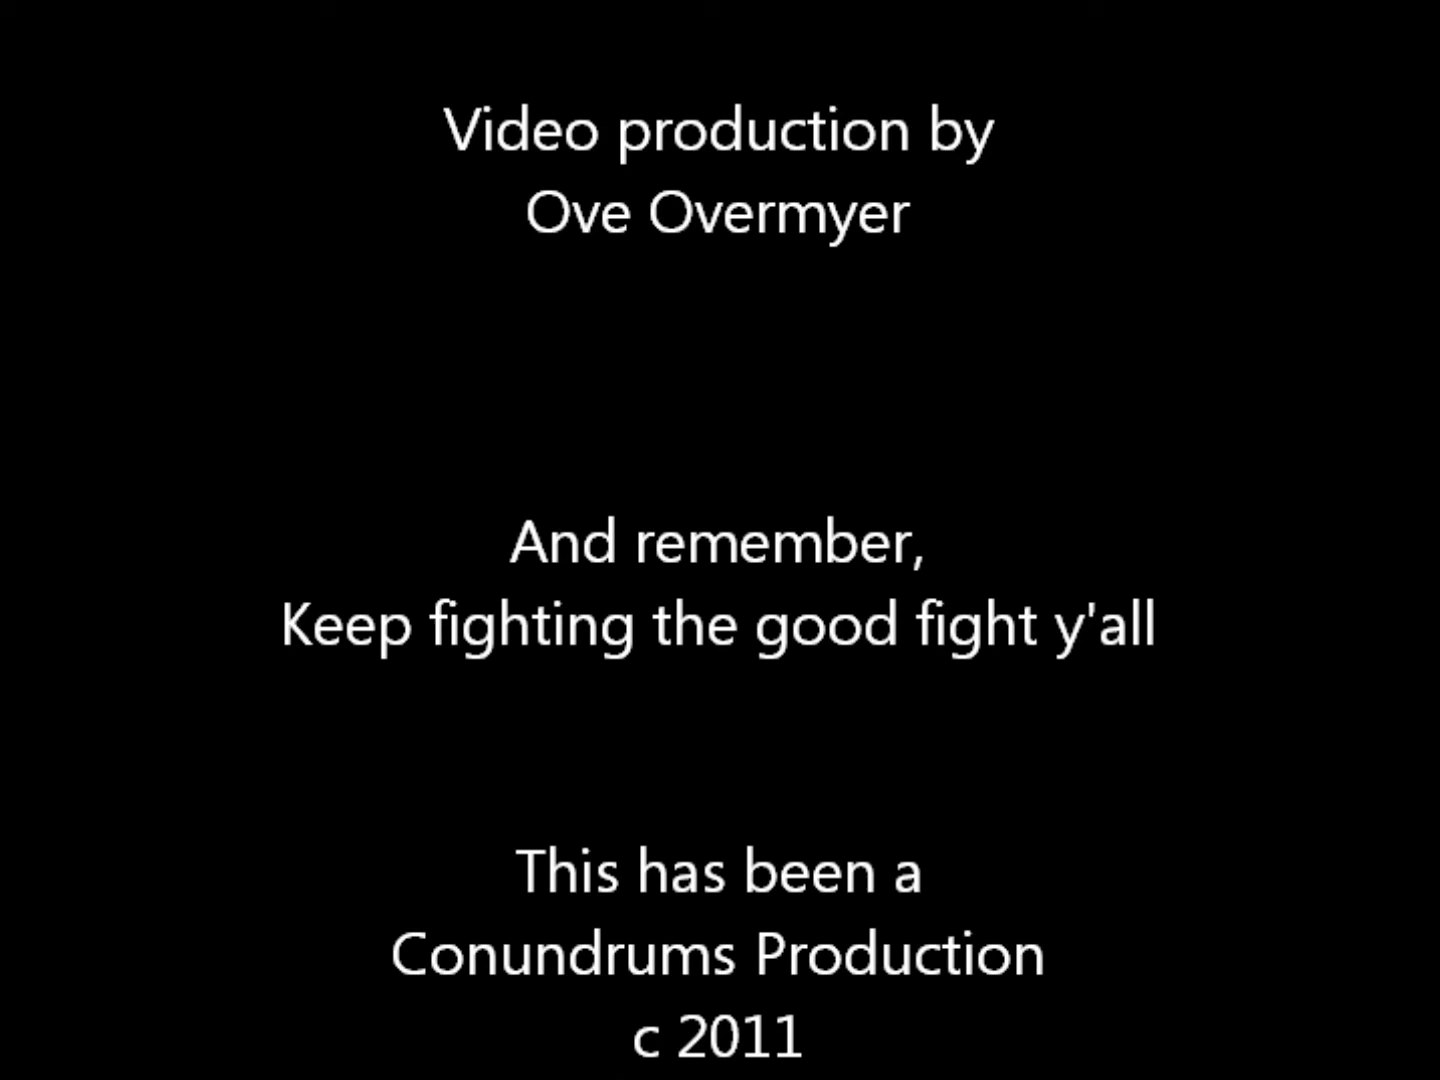 Video production by
Ove Overmyer
And remember,
Keep fighting the good fight y'all
This has been a
Conundrums Production
c 2011